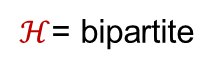 ℋ = bipartite